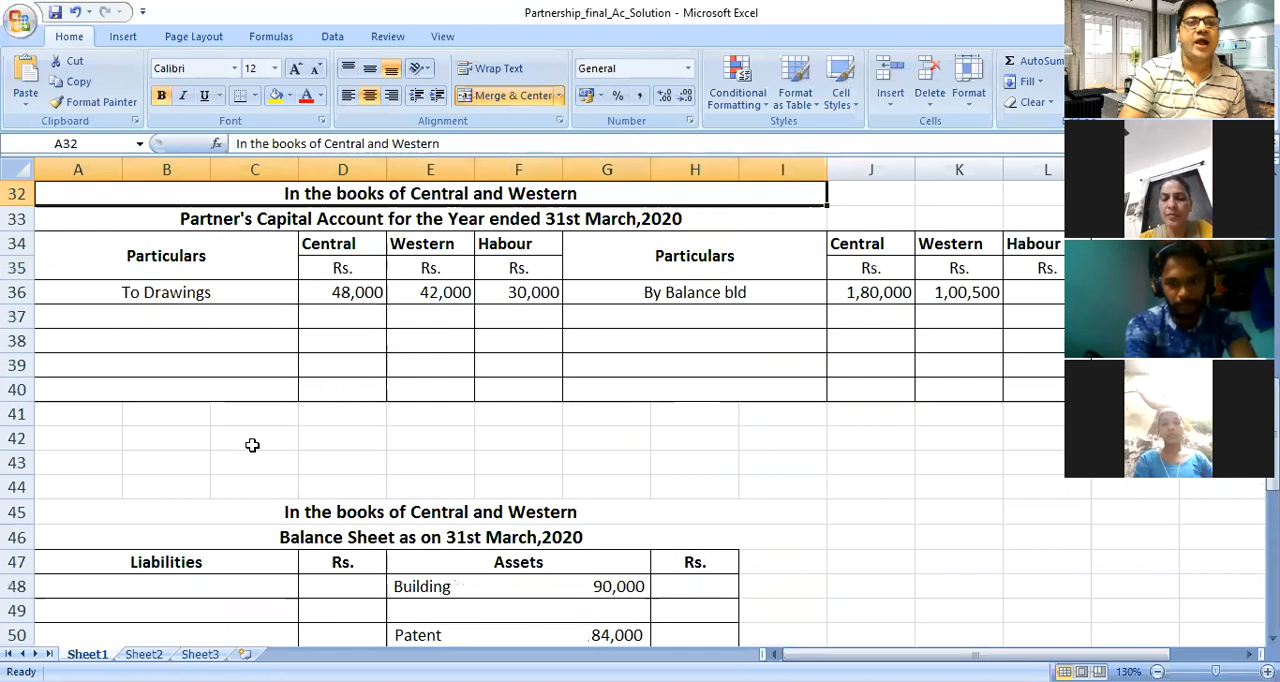 Partnership_final_Ac_Solution - Microsoft Excel
Home Insert Page Layout Formulas Data Review View
Paste
Cut
Copy
Format Painter
Clipboard
Calibri 12
B I U
Font
Wrap Text
Merge & Center
Alignment
General
Number
Conditional Formatting
Format as Table
Cell Styles
Styles
Insert
Delete
Format
Cells
AutoSum
Fill
Clear
A32 fx In the books of Central and Western
A B C D E F G H I J K L
32 In the books of Central and Western
33 Partner's Capital Account for the Year ended 31st March,2020
34 Particulars Central Western Habour Particulars Central Western Habour
35 Rs. Rs. Rs. Rs. Rs. Rs.
36 To Drawings 48,000 42,000 30,000 By Balance bld 1,80,000 1,00,500
37
38
39
40
41
42
43
44
45 In the books of Central and Western
46 Balance Sheet as on 31st March,2020
47 Liabilities Rs. Assets Rs.
48 Building 90,000
49
50 Patent 84,000
Sheet1 Sheet2 Sheet3
Ready 130%